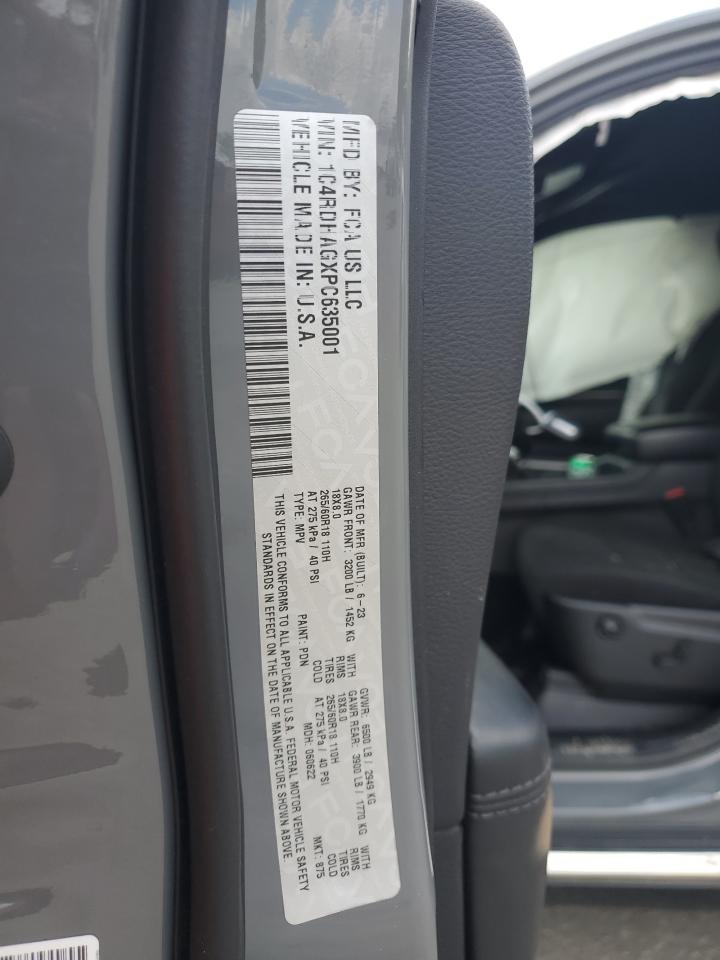 MFD BY: FCA US LLC
VIN: 1C4RDHAGXPC635001
VEHICLE MADE IN: U.S.A.
DATE OF MFR (BUILT): 6-23 GVWR: 6500 LB / 2949 KG
GAWR FRONT: 3200 LB / 1452 KG WITH GAWR REAR: 3900 LB / 1770 KG WITH
18X8.0 RIMS 18X8.0 RIMS
265/60R18 110H TIRES 265/60R18 110H TIRES
AT 275 kPa / 40 PSI COLD AT 275 kPa / 40 PSI COLD
TYPE: MPV PAINT: PDN MDH: 060622 MKT: 875
THIS VEHICLE CONFORMS TO ALL APPLICABLE U.S.A. FEDERAL MOTOR VEHICLE SAFETY
STANDARDS IN EFFECT ON THE DATE OF MANUFACTURE SHOWN ABOVE.